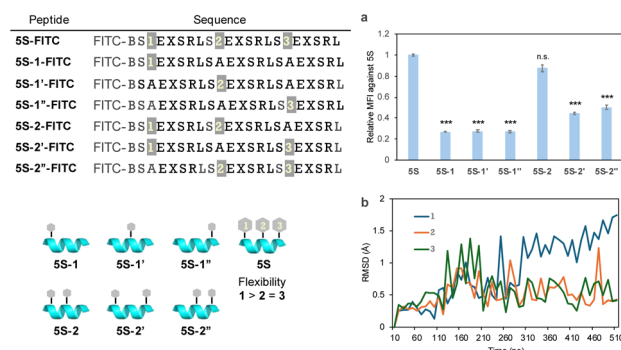 Peptide Sequence
5S-FITC FITC-BS1EXSRLS2EXSRLS3EXSRL
5S-1-FITC FITC-BS1EXSRLSAEXSRLSAEXSRL
5S-1'-FITC FITC-BSAEXSRLS2EXSRLSAEXSRL
5S-1"-FITC FITC-BSAEXSRLSAEXSRLS3EXSRL
5S-2-FITC FITC-BS1EXSRLS2EXSRLSAEXSRL
5S-2'-FITC FITC-BS1EXSRLSAEXSRLS3EXSRL
5S-2"-FITC FITC-BSAEXSRLS2EXSRLS3EXSRL
5S-1 5S-1' 5S-1" 5S
1 2 3
Flexibility
1 > 2 = 3
5S-2 5S-2' 5S-2"
a
Relative MFI against 5S
1.2
1
0.8
0.6
0.4
0.2
0
*** *** *** n.s. *** ***
5S 5S-1 5S-1' 5S-1'' 5S-2 5S-2' 5S-2''
b
RMSD (Å)
2
1.5
1
0.5
0
1
2
3
10 60 110 160 210 260 310 360 410 460 510